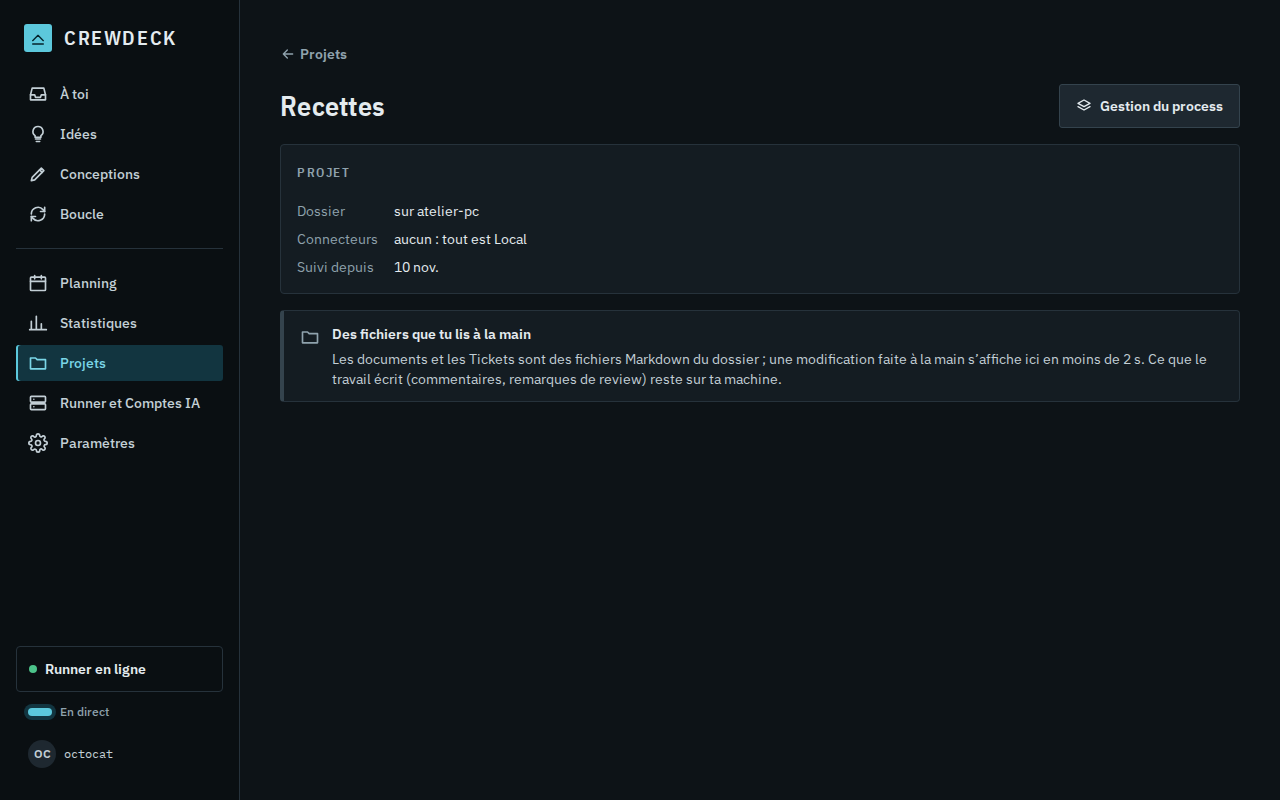 CREWDECK
À toi
Idées
Conceptions
Boucle
Planning
Statistiques
Projets
Runner et Comptes IA
Paramètres
Runner en ligne
En direct
OC octocat
← Projets
Recettes
Gestion du process
PROJET
Dossier sur atelier-pc
Connecteurs aucun : tout est Local
Suivi depuis 10 nov.
Des fichiers que tu lis à la main
Les documents et les Tickets sont des fichiers Markdown du dossier ; une modification faite à la main s’affiche ici en moins de 2 s. Ce que le
travail écrit (commentaires, remarques de review) reste sur ta machine.